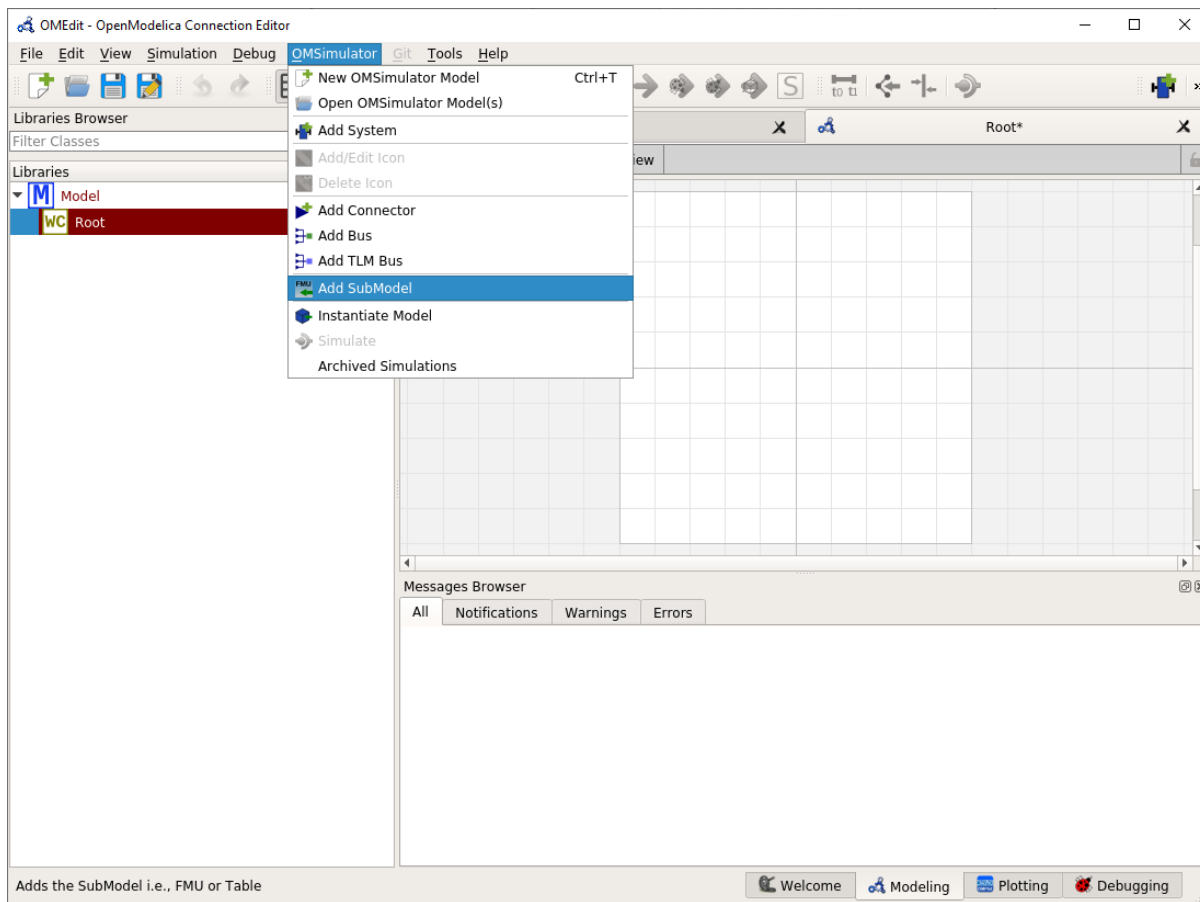 OMEdit - OpenModelica Connection Editor
File Edit View Simulation Debug OMSimulator Git Tools Help
New OMSimulator Model Ctrl+T
Open OMSimulator Model(s)
Add System
Add/Edit Icon
Delete Icon
Add Connector
Add Bus
Add TLM Bus
FMU Add SubModel
Instantiate Model
Simulate
Archived Simulations
S to t1
Libraries Browser
Filter Classes
Libraries
M Model
WC Root
Root*
iew
Messages Browser
All Notifications Warnings Errors
Adds the SubModel i.e., FMU or Table
Welcome Modeling Plotting Debugging